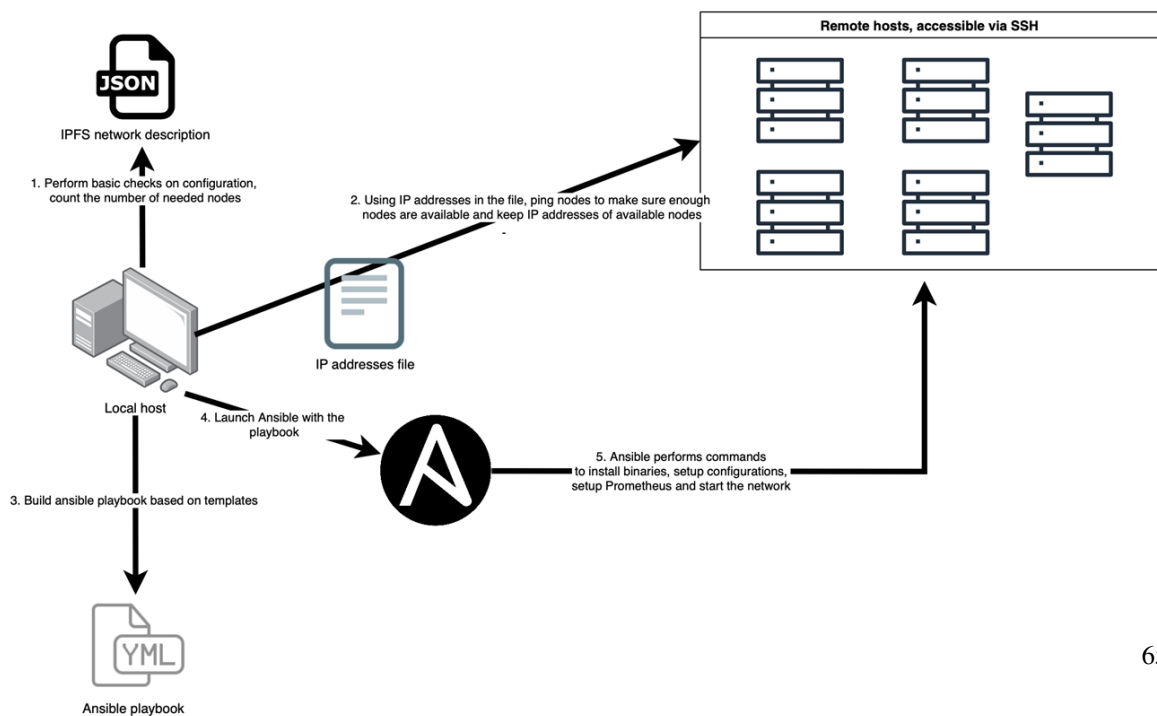 Remote hosts, accessible via SSH
JSON
IPFS network description
1. Perform basic checks on configuration,
count the number of needed nodes
2. Using IP addresses in the file, ping nodes to make sure enough
nodes are available and keep IP addresses of available nodes
-
IP addresses file
Local host
4. Launch Ansible with the
playbook
5. Ansible performs commands
to install binaries, setup configurations,
setup Prometheus and start the network
3. Build ansible playbook based on templates
YML
Ansible playbook